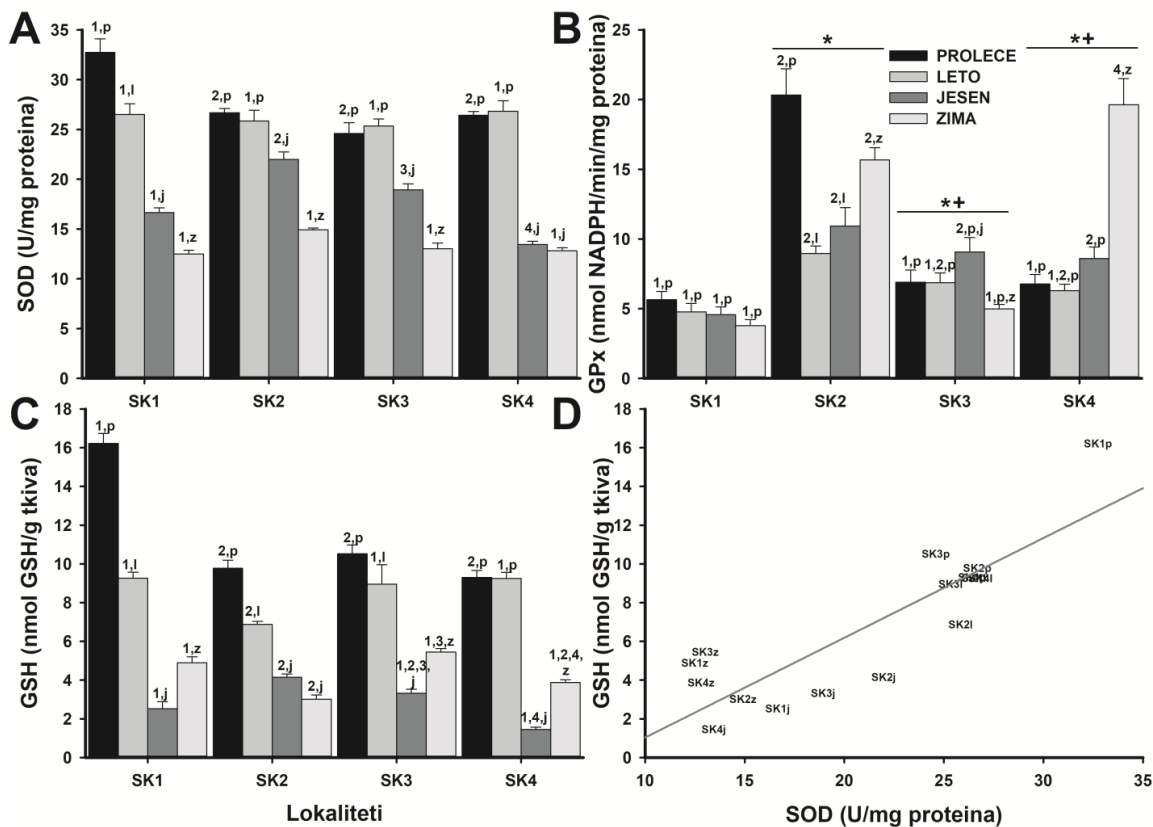 A
SOD (U/mg proteina)
35
30
25
20
15
10
5
0
1,p
1,l
1,j
1,z
2,p
1,p
2,j
1,z
2,p
1,p
3,j
1,z
2,p
1,p
4,j
1,j
SK1 SK2 SK3 SK4
B
GPx (nmol NADPH/min/mg proteina)
25
20
15
10
5
0
PROLECE
LETO
JESEN
ZIMA
*
*+
*+
1,p
1,p
1,p
1,p
2,p
2,l
2,l
2,z
1,p
1,2,p
2,p,j
1,p,z
1,p
1,2,p
2,p
4,z
SK1 SK2 SK3 SK4
C
GSH (nmol GSH/g tkiva)
18
16
14
12
10
8
6
4
2
0
1,p
1,l
1,j
1,z
2,p
2,l
2,j
2,j
2,p
1,l
1,2,3,
j
1,3,z
2,p
1,p
1,4,j
1,2,4,
z
SK1 SK2 SK3 SK4
Lokaliteti
D
GSH (nmol GSH/g tkiva)
18
16
14
12
10
8
6
4
2
0
SK1p
SK3p
SK2p
SK3l
SK2l
SK3z
SK1z
SK4z
SK2z
SK1j
SK3j
SK2j
SK4j
10 15 20 25 30 35
SOD (U/mg proteina)